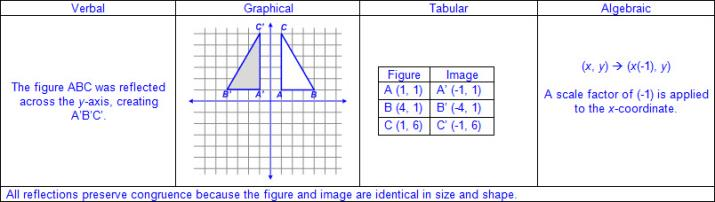 Verbal
Graphical
Tabular
Algebraic
The figure ABC was reflected
across the y-axis, creating
A'B'C'.
C' C
B' A' A B
Figure Image
A (1, 1) A' (-1, 1)
B (4, 1) B' (-4, 1)
C (1, 6) C' (-1, 6)
(x, y) → (x(-1), y)
A scale factor of (-1) is applied
to the x-coordinate.
All reflections preserve congruence because the figure and image are identical in size and shape.